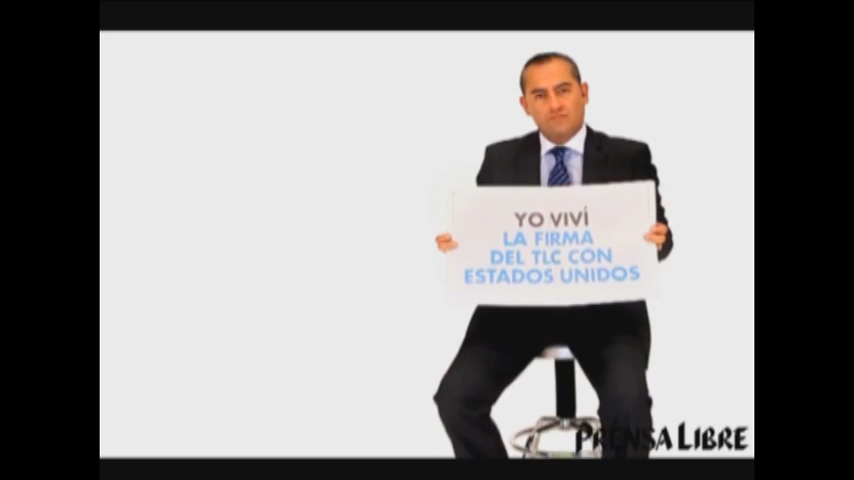 YO VIVÍ
LA FIRMA
DEL TLC CON
ESTADOS UNIDOS
PRENSA LIBRE